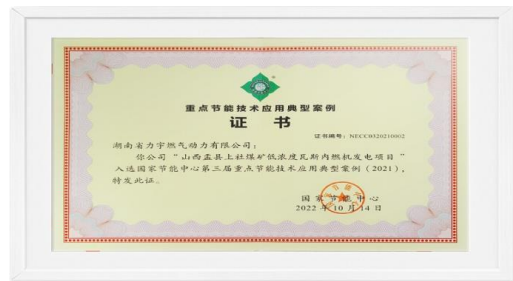 重点节能技术应用典型案例
证书
证书编号：NECC0320210002
湖南省力宇燃气动力有限公司：
你公司“山西盂县上社煤矿低浓度瓦斯内燃机发电项目”
入选国家节能中心第三届重点节能技术应用典型案例（2021），
特发此证。
国家节能中心
2022年10月14日